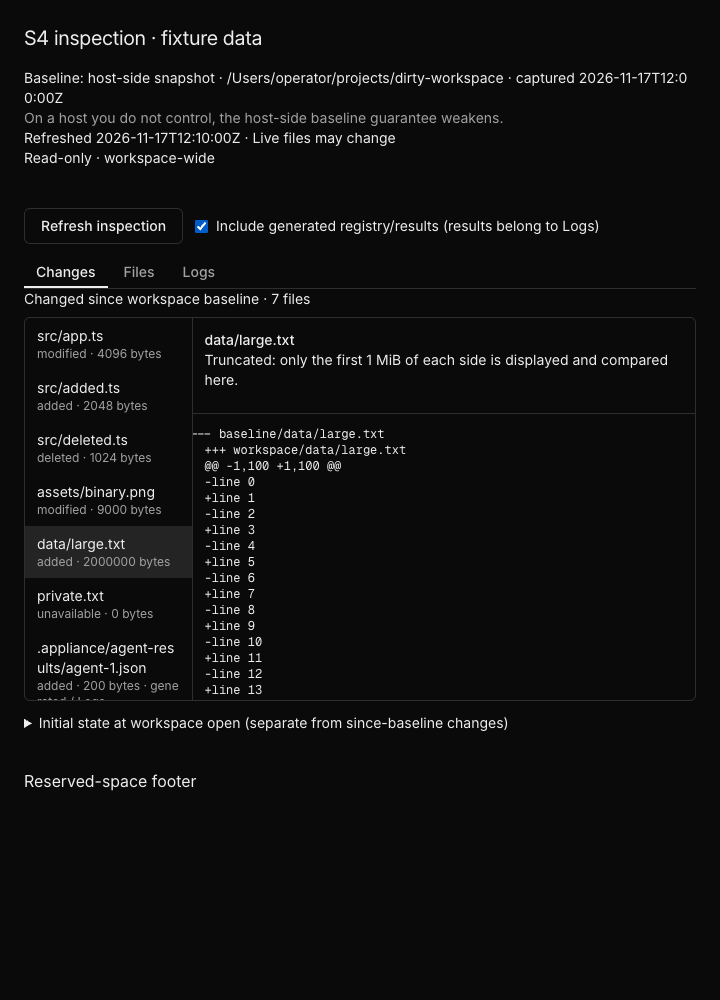 S4 inspection · fixture data
Baseline: host-side snapshot · /Users/operator/projects/dirty-workspace · captured 2026-11-17T12:0
0:00Z
On a host you do not control, the host-side baseline guarantee weakens.
Refreshed 2026-11-17T12:10:00Z · Live files may change
Read-only · workspace-wide
Refresh inspection
Include generated registry/results (results belong to Logs)
Changes
Files
Logs
Changed since workspace baseline · 7 files
src/app.ts
modified · 4096 bytes
src/added.ts
added · 2048 bytes
src/deleted.ts
deleted · 1024 bytes
assets/binary.png
modified · 9000 bytes
data/large.txt
added · 2000000 bytes
private.txt
unavailable · 0 bytes
.appliance/agent-res
ults/agent-1.json
added · 200 bytes · gene
rated / Logs
data/large.txt
Truncated: only the first 1 MiB of each side is displayed and compared
here.
--- baseline/data/large.txt
+++ workspace/data/large.txt
@@ -1,100 +1,100 @@
-line 0
+line 1
-line 2
+line 3
-line 4
+line 5
-line 6
+line 7
-line 8
+line 9
-line 10
+line 11
-line 12
+line 13
Initial state at workspace open (separate from since-baseline changes)
Reserved-space footer